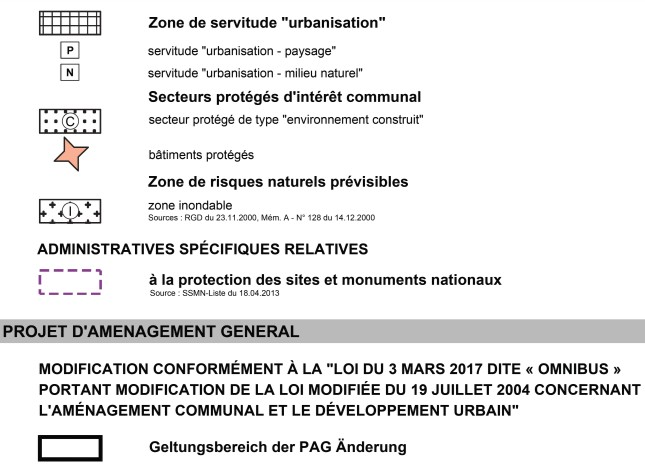 Zone de servitude "urbanisation"
P servitude "urbanisation - paysage"
N servitude "urbanisation - milieu naturel"
Secteurs protégés d'intérêt communal
C secteur protégé de type "environnement construit"
bâtiments protégés
Zone de risques naturels prévisibles
I zone inondable
Sources : RGD du 23.11.2000, Mém. A - N° 128 du 14.12.2000
ADMINISTRATIVES SPÉCIFIQUES RELATIVES
à la protection des sites et monuments nationaux
Source : SSMN-Liste du 18.04.2013
PROJET D'AMENAGEMENT GENERAL
MODIFICATION CONFORMÉMENT À LA "LOI DU 3 MARS 2017 DITE « OMNIBUS »
PORTANT MODIFICATION DE LA LOI MODIFIÉE DU 19 JUILLET 2004 CONCERNANT
L'AMÉNAGEMENT COMMUNAL ET LE DÉVELOPPEMENT URBAIN"
Geltungsbereich der PAG Änderung